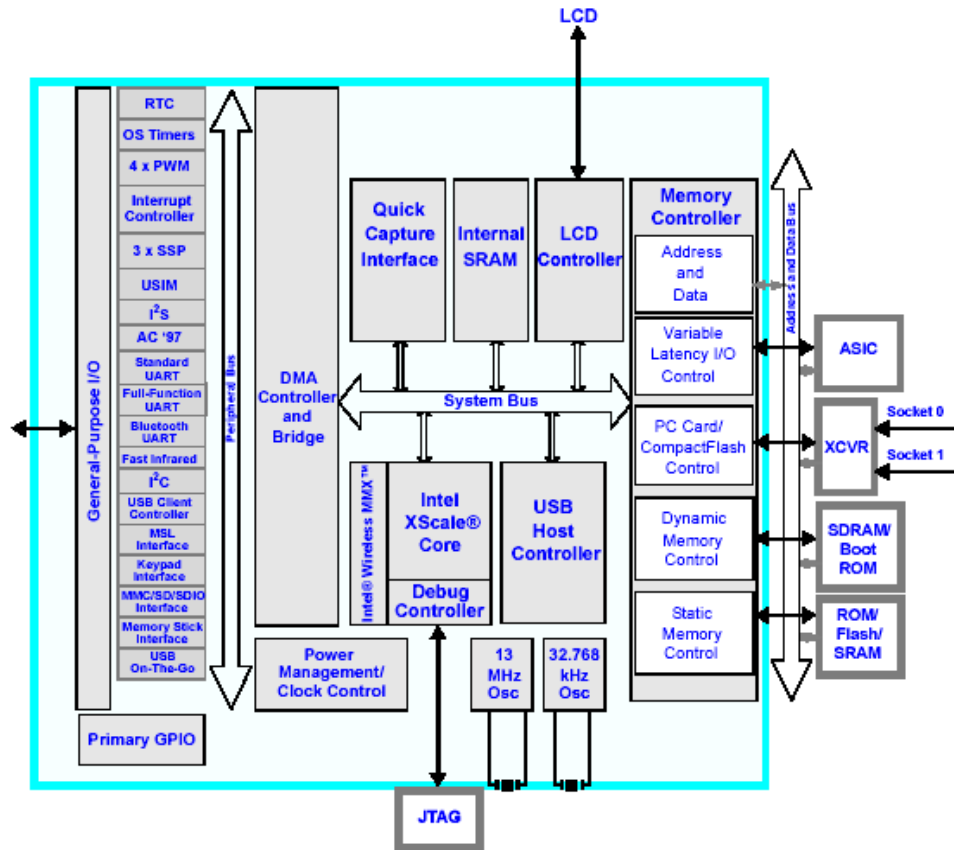 LCD
General-Purpose I/O
RTC
OS Timers
4 x PWM
Interrupt
Controller
3 x SSP
USIM
I²S
AC '97
Standard
UART
Full-Function
UART
Bluetooth
UART
Fast Infrared
I²C
USB Client
Controller
MSL
Interface
Keypad
Interface
MMC/SD/SDIO
Interface
Memory Stick
Interface
USB
On-The-Go
Primary GPIO
Peripheral Bus
DMA
Controller
and
Bridge
Quick
Capture
Interface
Internal
SRAM
LCD
Controller
System Bus
Intel® Wireless MMX™
Intel
XScale®
Core
Debug
Controller
USB
Host
Controller
Power
Management/
Clock Control
13
MHz
Osc
32.768
kHz
Osc
JTAG
Memory
Controller
Address
and
Data
Variable
Latency I/O
Control
PC Card/
CompactFlash
Control
Dynamic
Memory
Control
Static
Memory
Control
Address and Data Bus
ASIC
XCVR
Socket 0
Socket 1
SDRAM/
Boot
ROM
ROM/
Flash/
SRAM